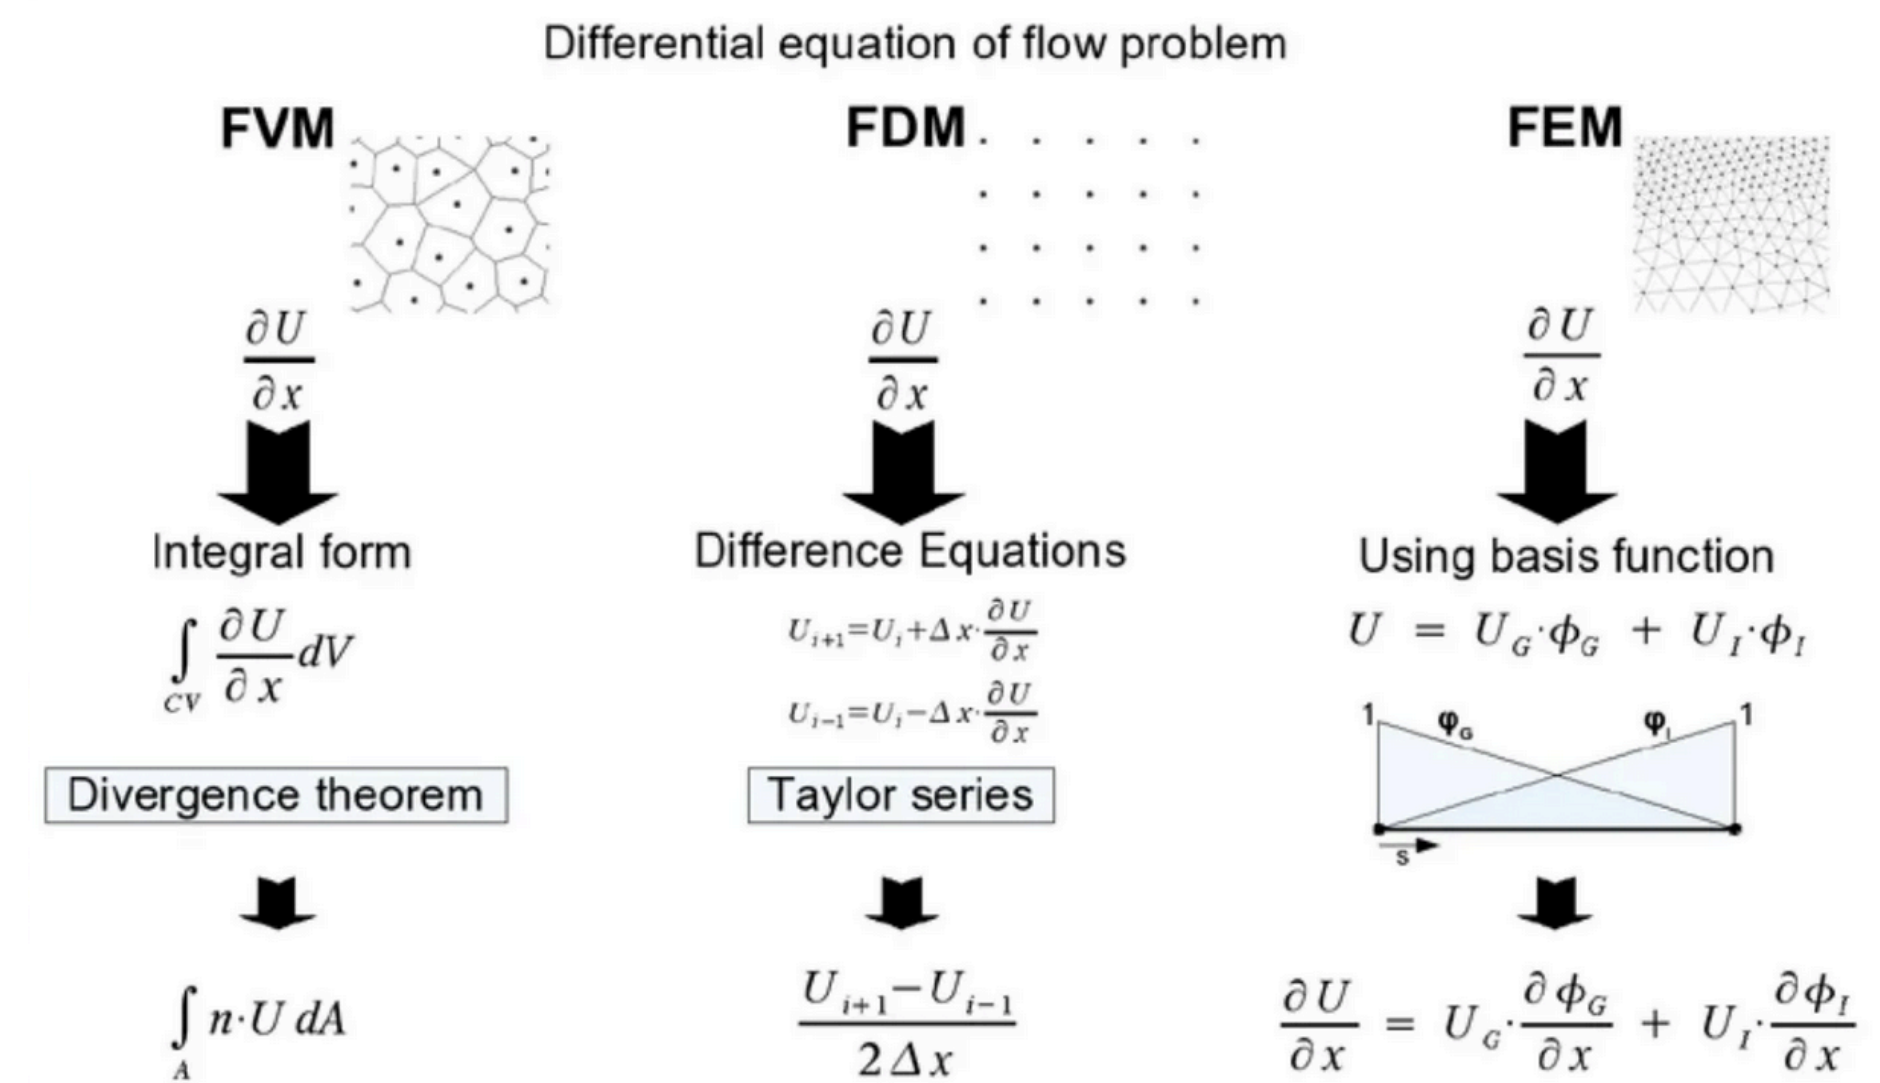 Differential equation of flow problem
FVM
∂U
∂x
Integral form
∫ ∂U/∂x dV
CV
Divergence theorem
∫ n·U dA
A
FDM
∂U
∂x
Difference Equations
U_{i+1}=U_i+Δx·∂U/∂x
U_{i-1}=U_i−Δx·∂U/∂x
Taylor series
U_{i+1}−U_{i−1}
2Δx
FEM
∂U
∂x
Using basis function
U = U_G·ϕ_G + U_I·ϕ_I
1 φ_G φ_I 1
s
∂U/∂x = U_G·∂ϕ_G/∂x + U_I·∂ϕ_I/∂x